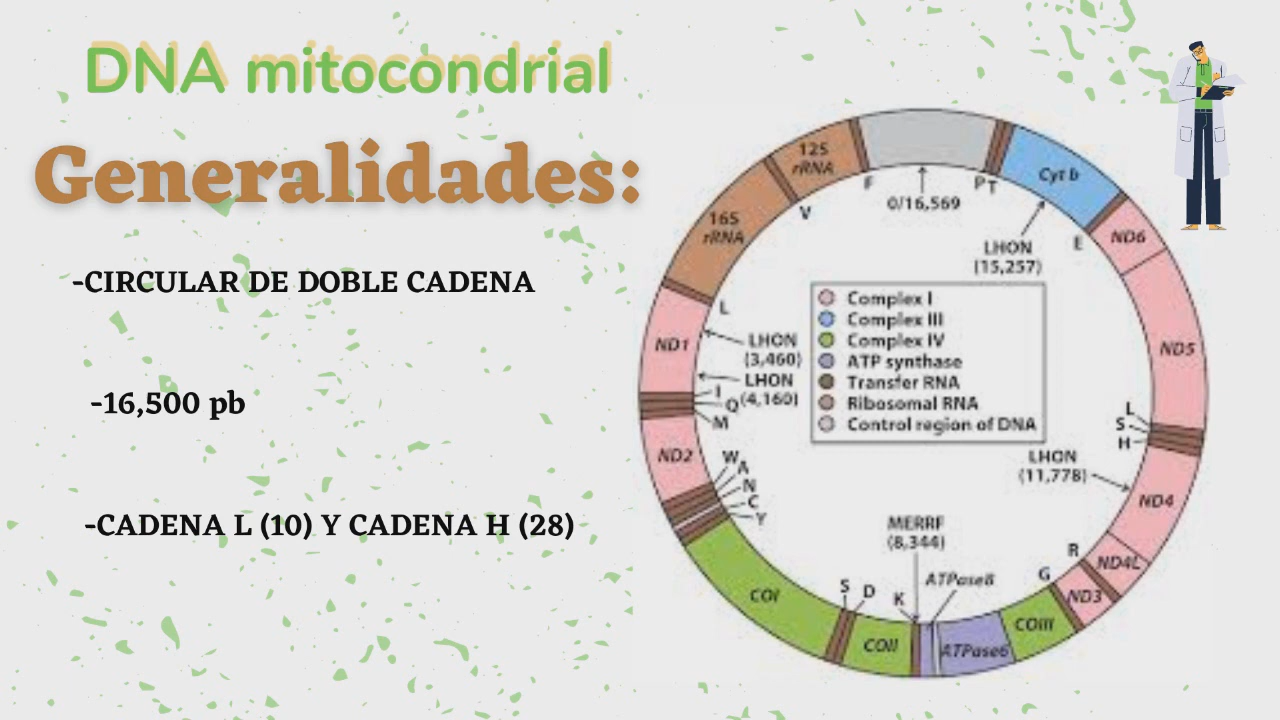 DNA mitocondrial
Generalidades:
-CIRCULAR DE DOBLE CADENA
-16,500 pb
-CADENA L (10) Y CADENA H (28)
12S
rRNA
16S
rRNA
F
V
0/16,569
P T
Cyt b
LHON
(15,257)
E
ND6
ND5
L
ND1
LHON
(3,460)
LHON
(4,160)
I
Q
M
ND2
W
A
N
C
Y
Complex I
Complex III
Complex IV
ATP synthase
Transfer RNA
Ribosomal RNA
Control region of DNA
L
S
H
LHON
(11,778)
ND4
MERRF
(8,344)
R
ND4L
G
ND3
ATPase8
S
D
K
COI
COII
ATPase6
COIII